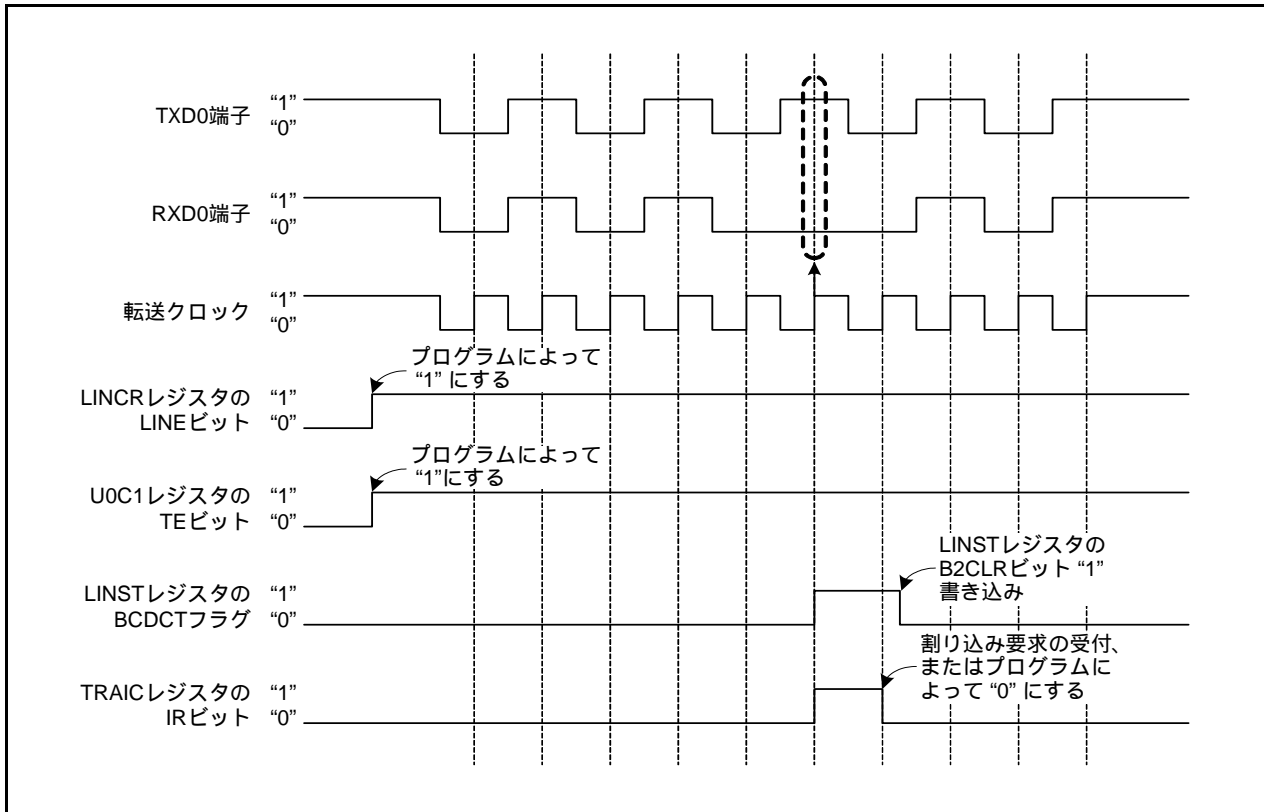 TXD0端子 “1”
“0”
RXD0端子 “1”
“0”
転送クロック “1”
“0”
プログラムによって
“1” にする
LINCRレジスタの “1”
LINEビット “0”
プログラムによって
“1”にする
U0C1レジスタの “1”
TEビット “0”
LINSTレジスタの
B2CLRビット “1”
書き込み
LINSTレジスタの “1”
BCDCTフラグ “0”
割り込み要求の受付、
またはプログラムに
よって “0” にする
TRAICレジスタの “1”
IRビット “0”